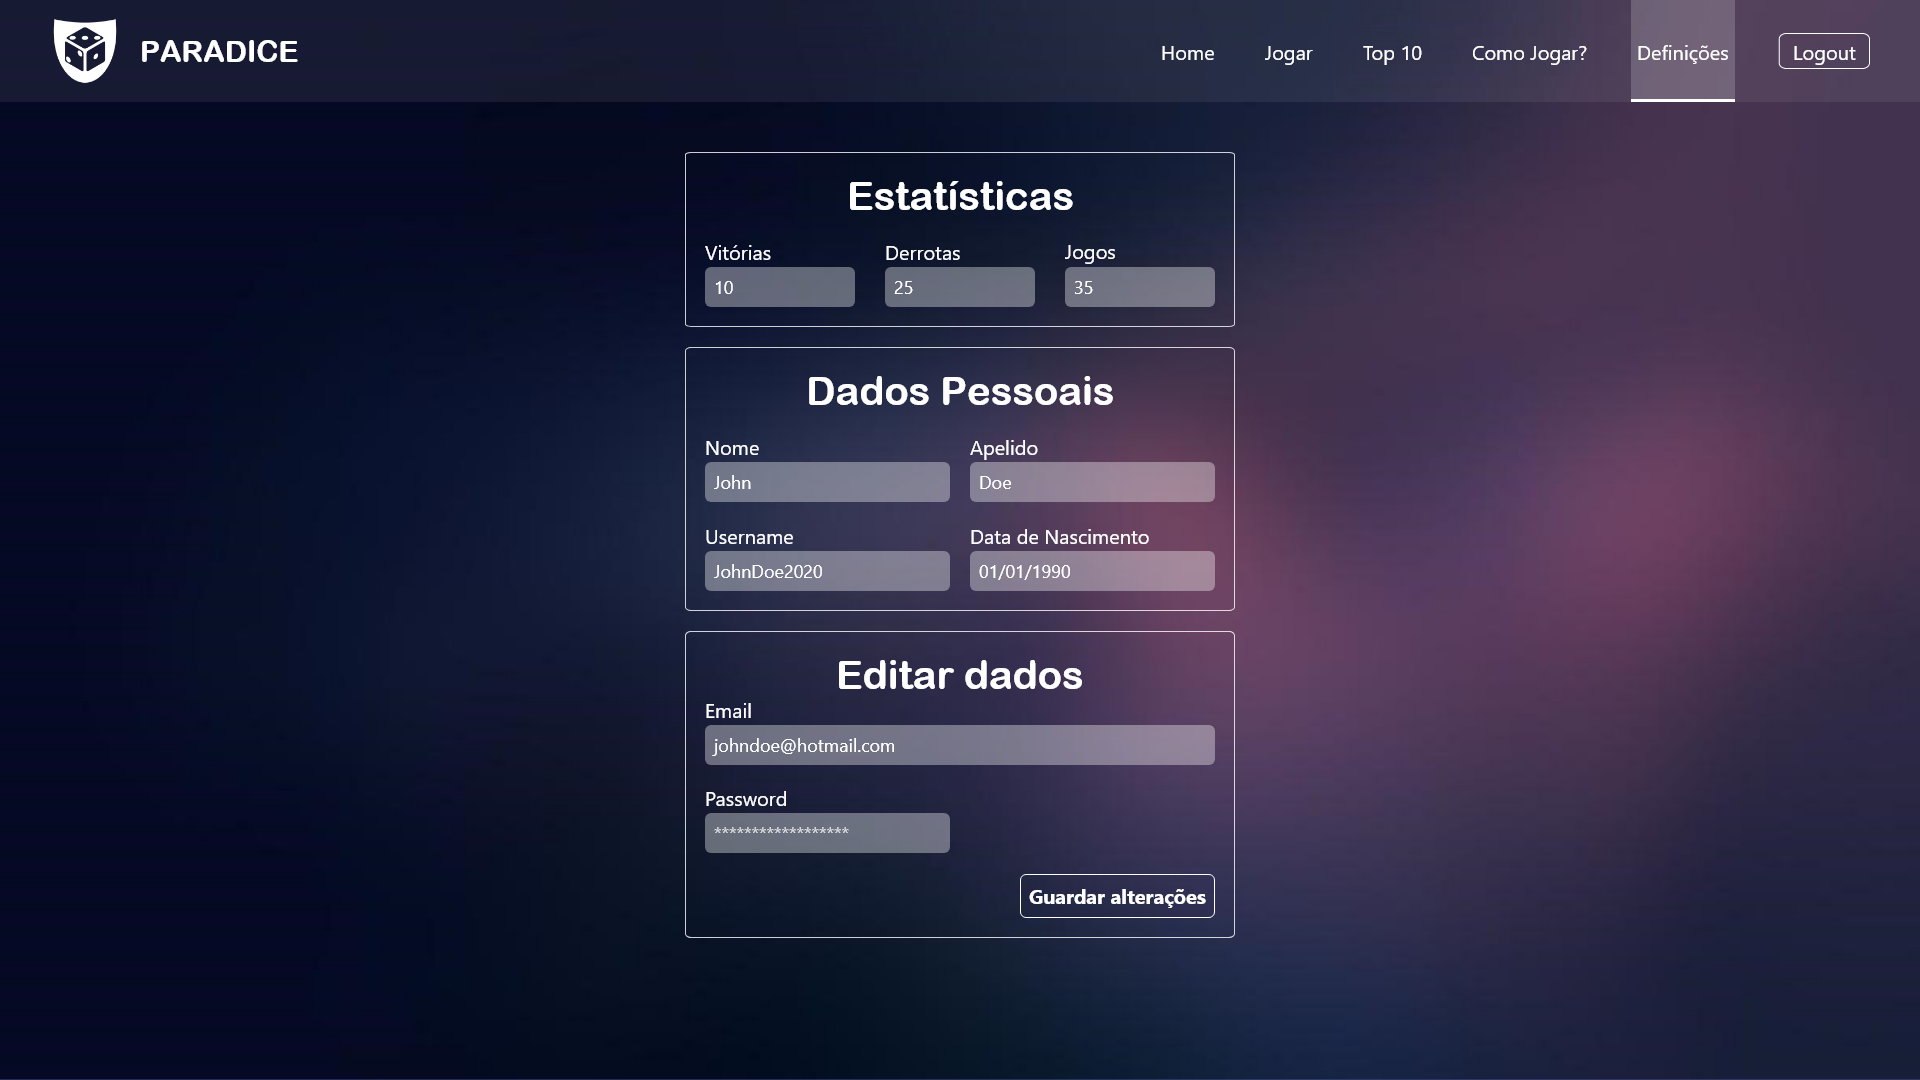 PARADICE
Home Jogar Top 10 Como Jogar? Definições Logout
Estatísticas
Vitórias Derrotas Jogos
10 25 35
Dados Pessoais
Nome Apelido
John Doe
Username Data de Nascimento
JohnDoe2020 01/01/1990
Editar dados
Email
johndoe@hotmail.com
Password
******************
Guardar alterações